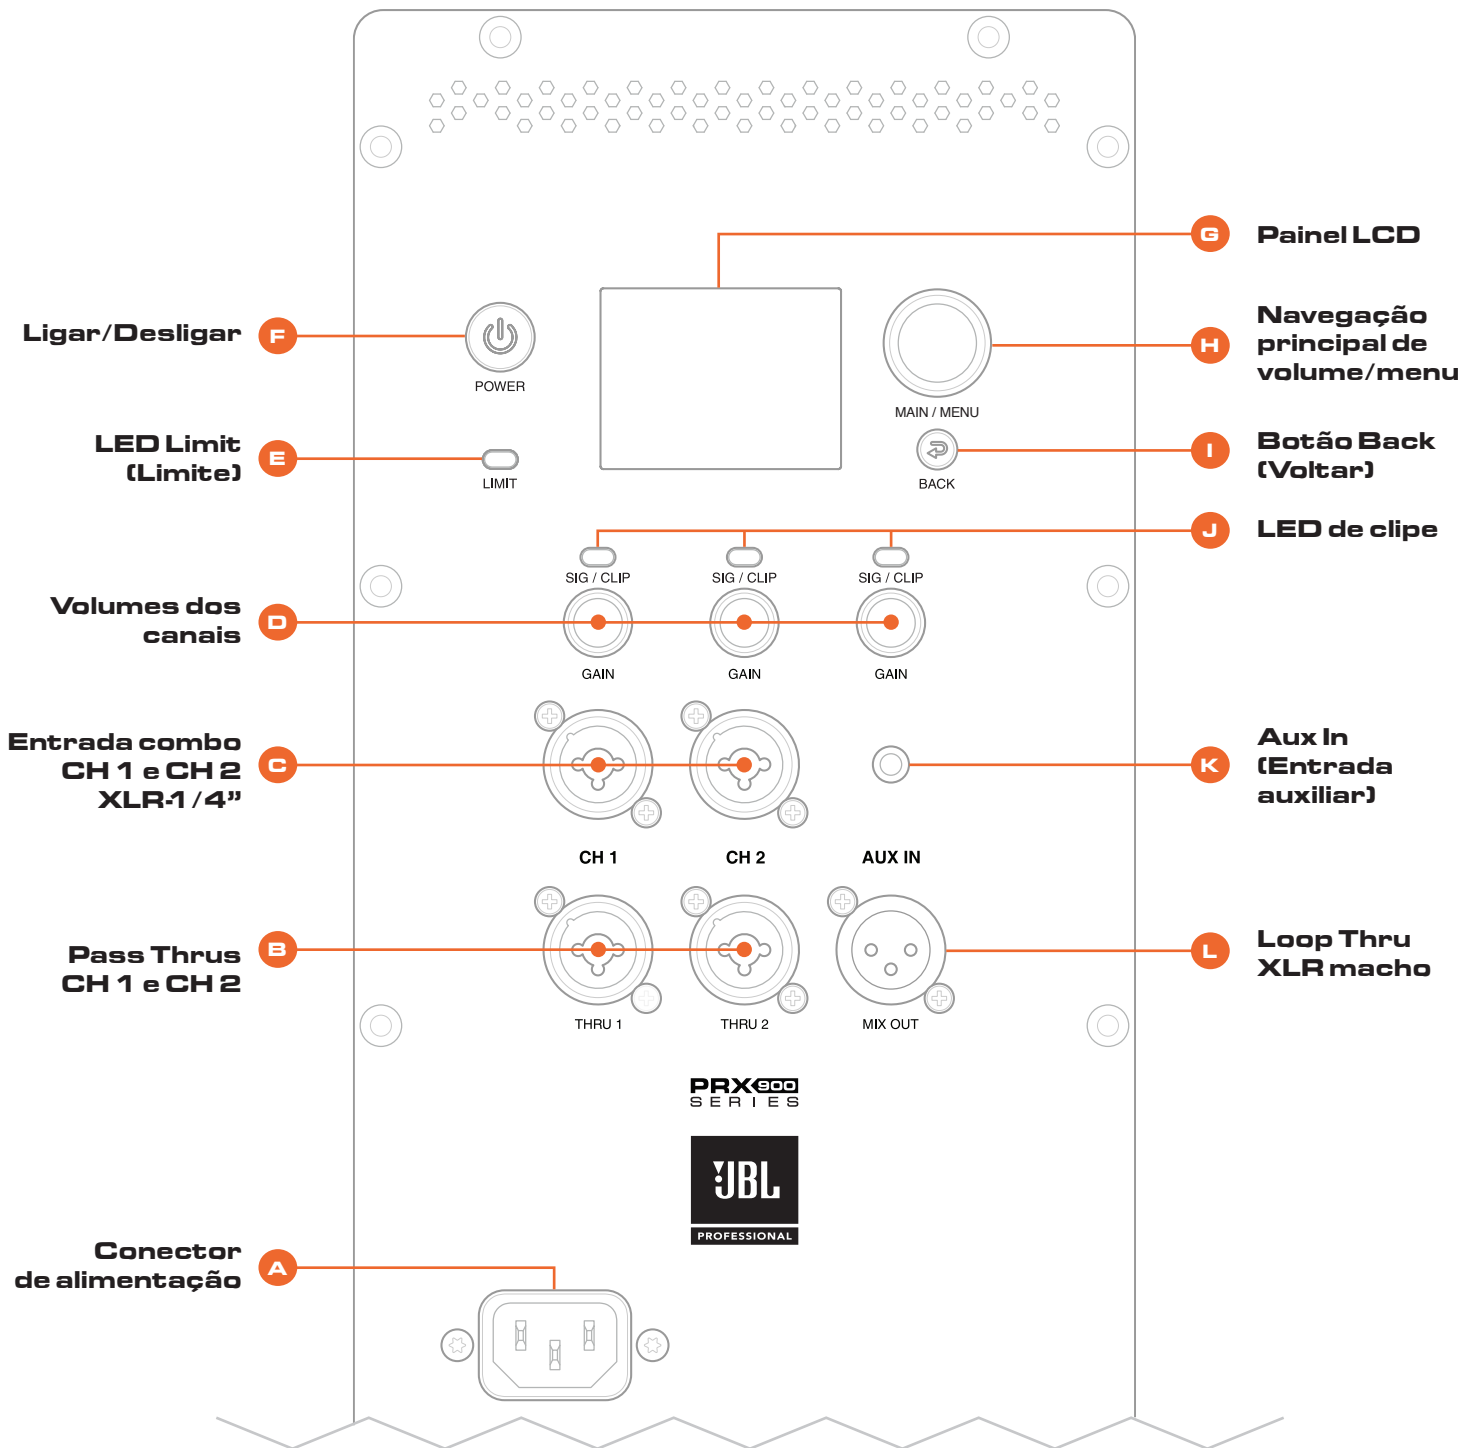 G
Painel LCD
Ligar/Desligar
F
POWER
Navegação
principal de
volume/menu
H
MAIN / MENU
LED Limit
(Limite)
E
LIMIT
BACK
I
Botão Back
(Voltar)
J
LED de clipe
SIG / CLIP
SIG / CLIP
SIG / CLIP
Volumes dos
canais
D
GAIN
GAIN
GAIN
Entrada combo
CH 1 e CH 2
XLR-1/4”
C
K
Aux In
(Entrada
auxiliar)
CH 1
CH 2
AUX IN
Pass Thrus
CH 1 e CH 2
B
L
Loop Thru
XLR macho
THRU 1
THRU 2
MIX OUT
PRX 900
SERIES
JBL
PROFESSIONAL
Conector
de alimentação
A